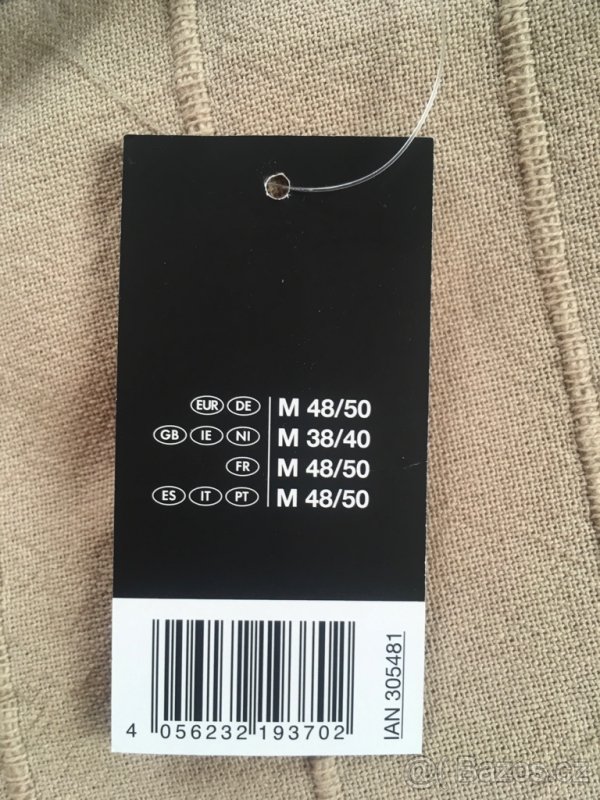 EUR DE M 48/50
GB IE NI M 38/40
FR M 48/50
ES IT PT M 48/50
4 056232 193702
IAN 305481
@ Bazos.cz